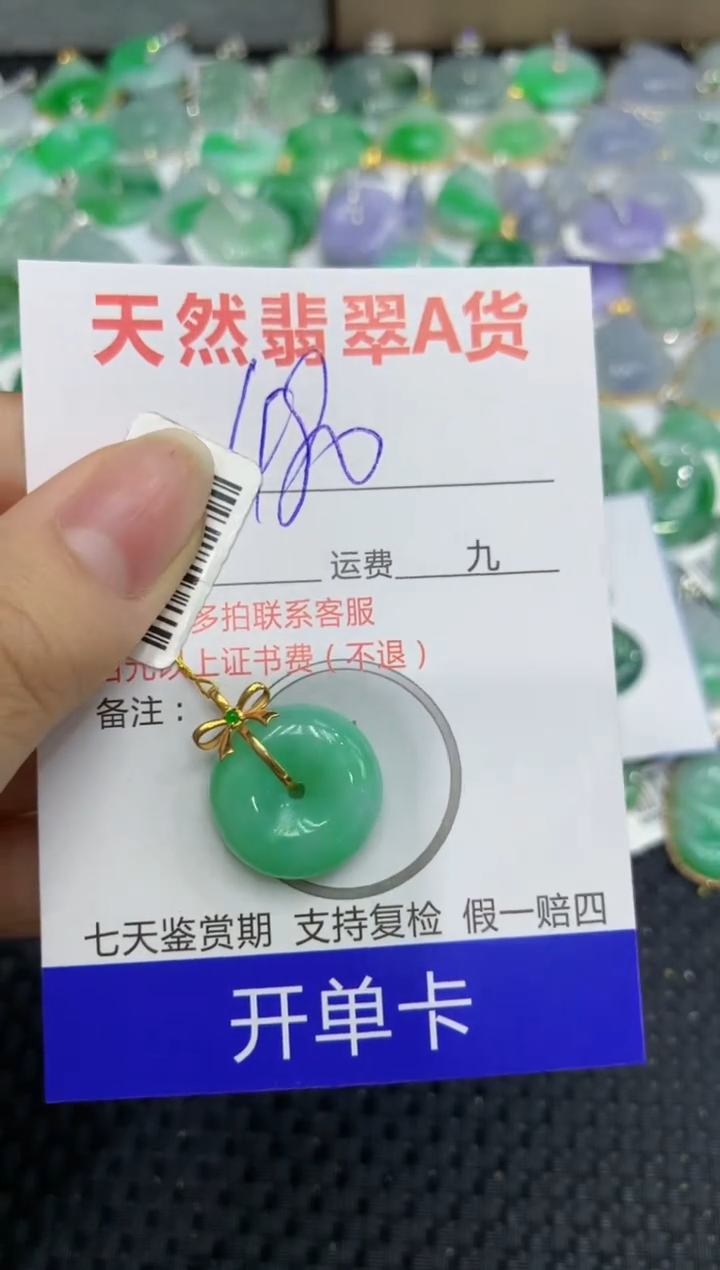 天然翡翠A货
运费 九
多拍联系客服
以上证书费（不退）
备注：
七天鉴赏期 支持复检 假一赔四
开单卡